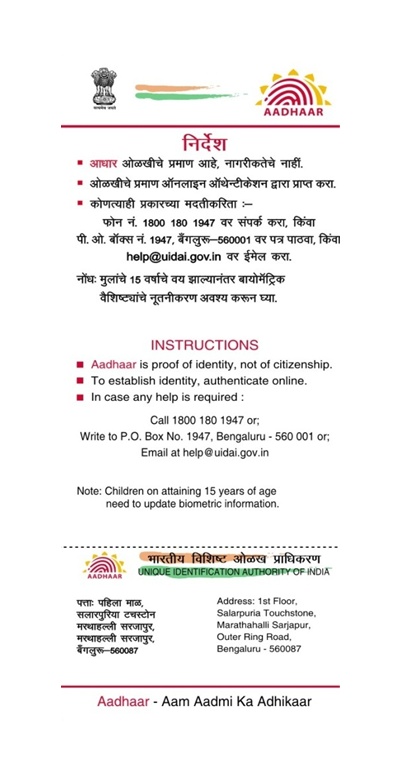 AADHAAR
निर्देश
आधार ओळखीचे प्रमाण आहे, नागरीकतेचे नाहीं.
ओळखीचे प्रमाण ऑनलाइन ऑथेन्टीकेशन द्वारा प्राप्त करा.
कोणत्याही प्रकारच्या मदतीकरिता :–
फोन नं. 1800 180 1947 वर संपर्क करा, किंवा
पी. ओ. बॉक्स नं. 1947, बैंगलुरू–560001 वर पत्र पाठवा, किंवा
help@uidai.gov.in वर ईमेल करा.
नोंघः मुलांचे 15 वर्षाचे वय झाल्यानंतर बायोमॅट्रिक
वैशिष्ट्यांचे नूतनीकरण अवश्य करून घ्या.
INSTRUCTIONS
Aadhaar is proof of identity, not of citizenship.
To establish identity, authenticate online.
In case any help is required :
Call 1800 180 1947 or;
Write to P.O. Box No. 1947, Bengaluru - 560 001 or;
Email at help@uidai.gov.in
Note: Children on attaining 15 years of age
need to update biometric information.
AADHAAR
भारतीय विशिष्ट ओळख प्राधिकरण
UNIQUE IDENTIFICATION AUTHORITY OF INDIA
पत्ताः पहिला माळ,
सलारपुरिया टचस्टोन
मरथाहल्ली सरजापुर,
मरथाहल्ली सरजापुर,
बैंगलुरू–560087
Address: 1st Floor,
Salarpuria Touchstone,
Marathahalli Sarjapur,
Outer Ring Road,
Bengaluru - 560087
Aadhaar - Aam Aadmi Ka Adhikaar